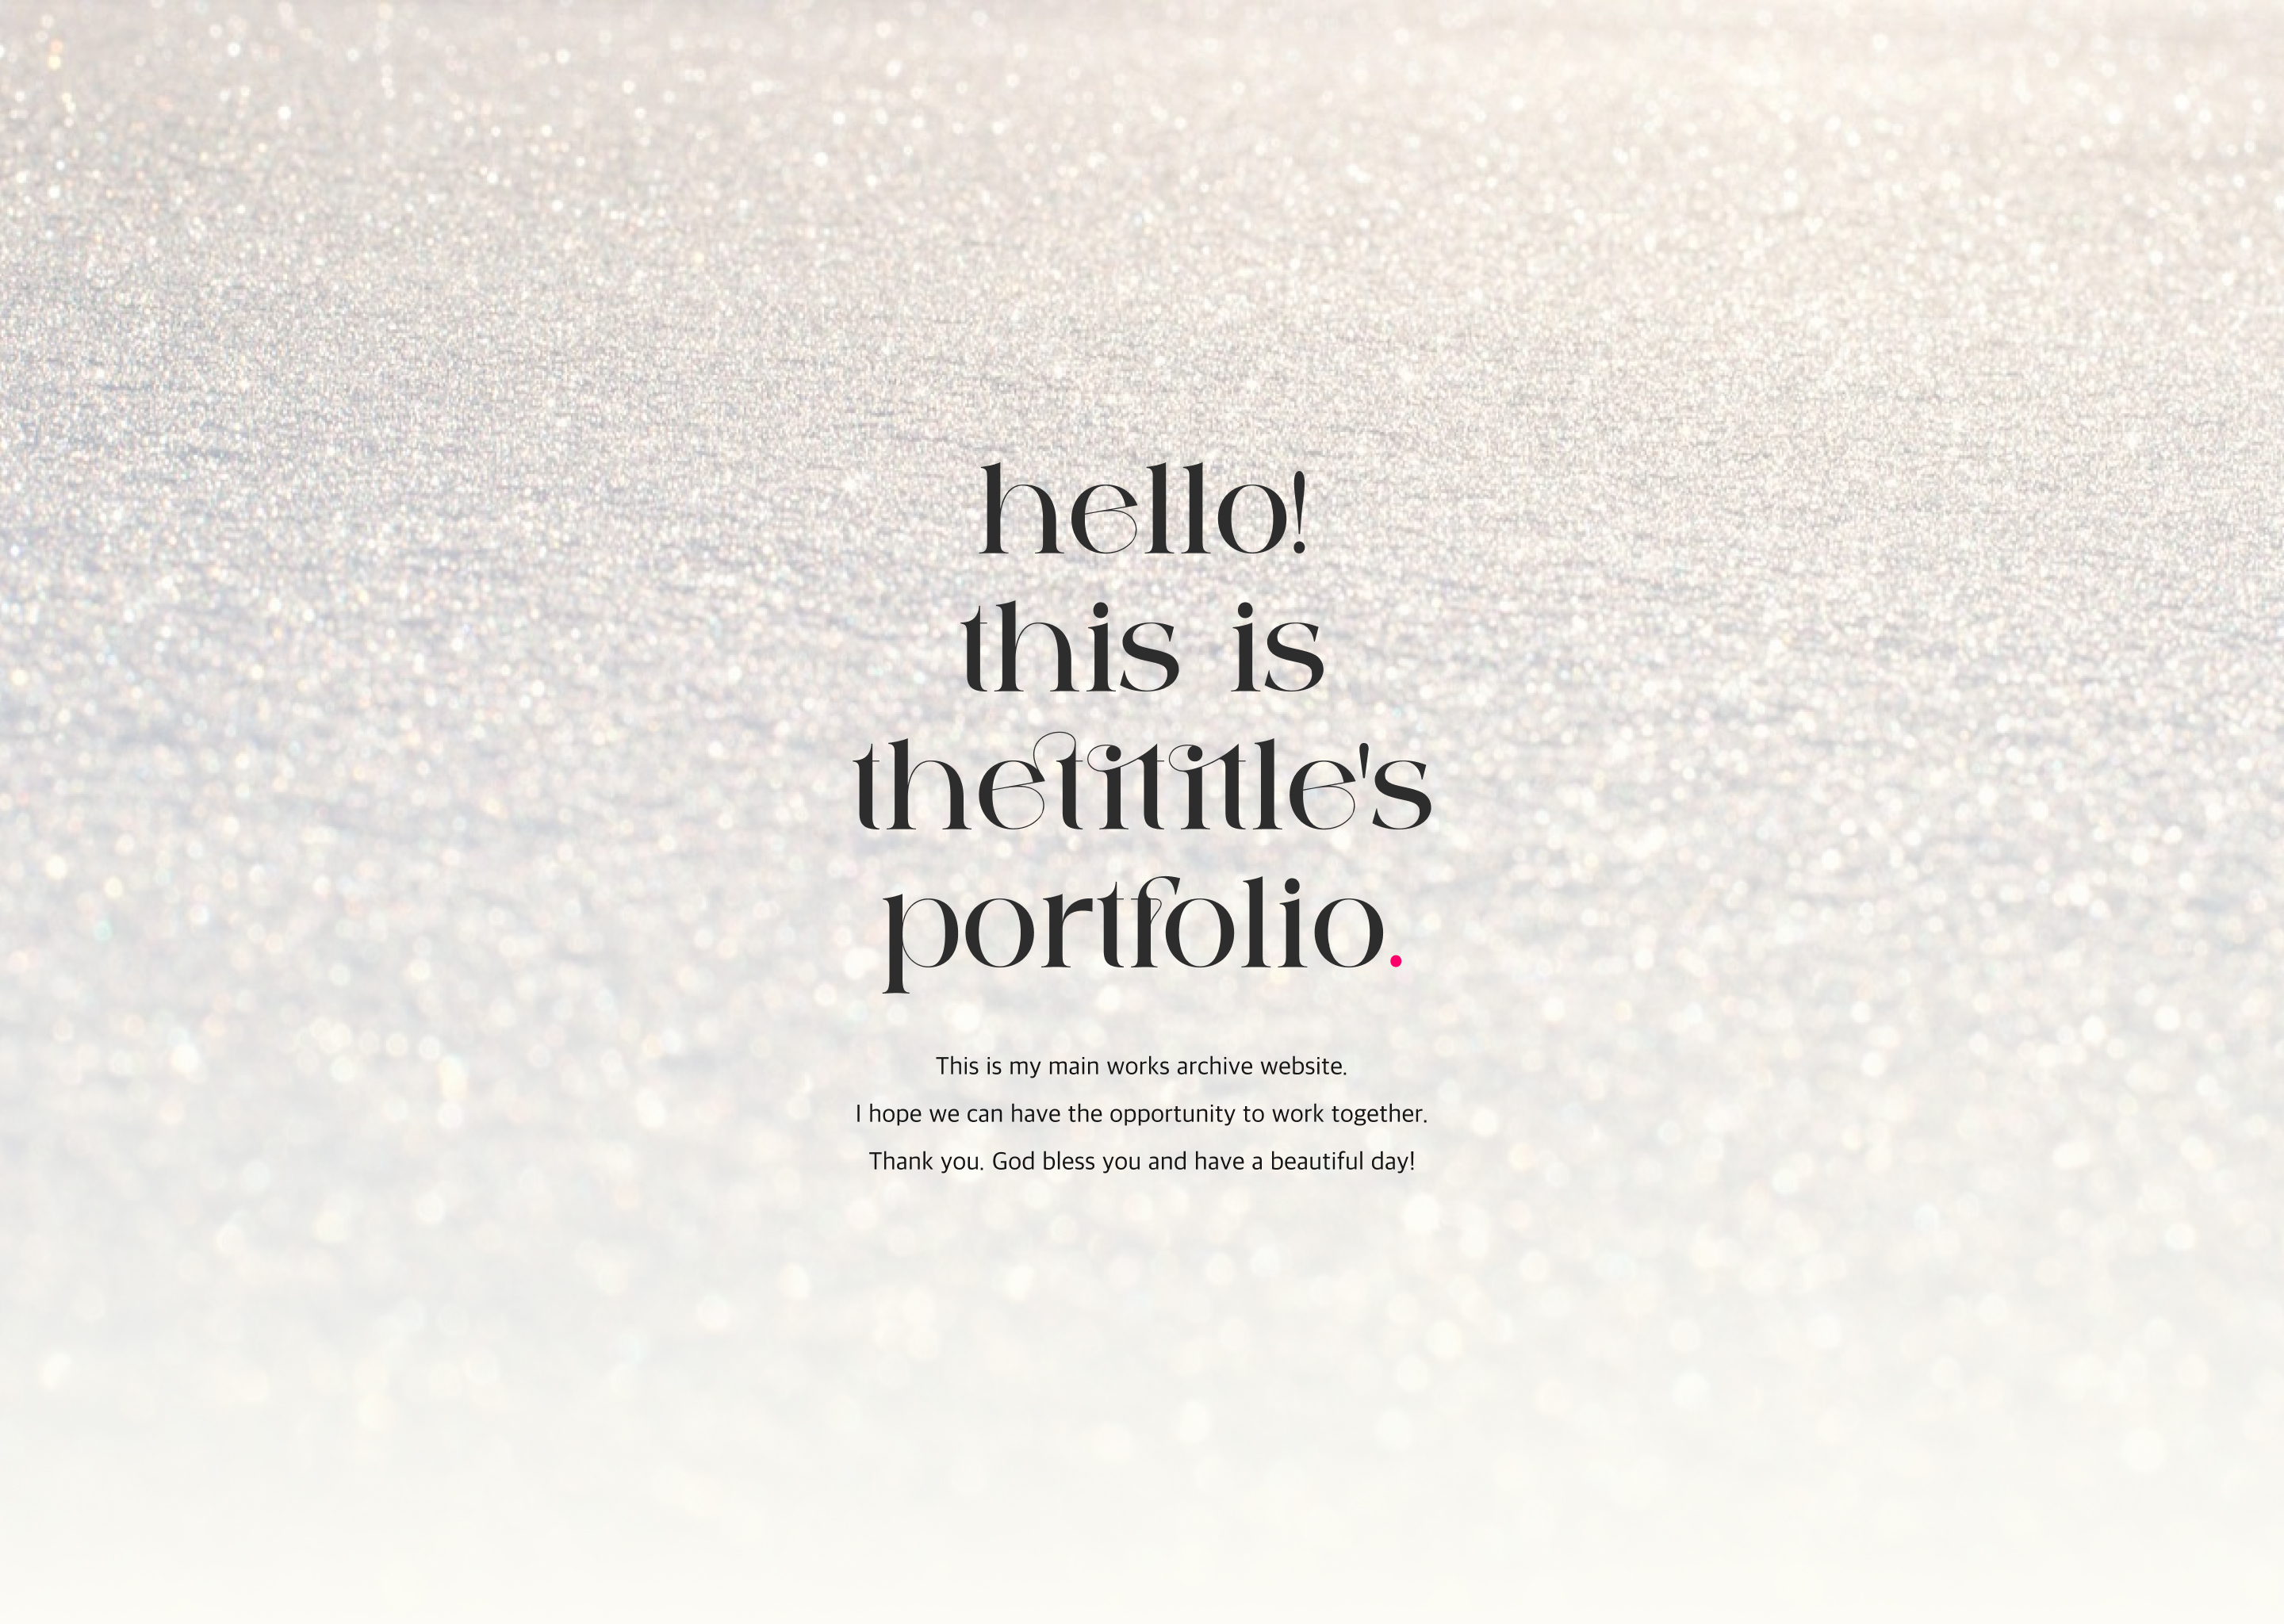 hello!
this is
thetititle's
portfolio.
This is my main works archive website.
I hope we can have the opportunity to work together.
Thank you. God bless you and have a beautiful day!